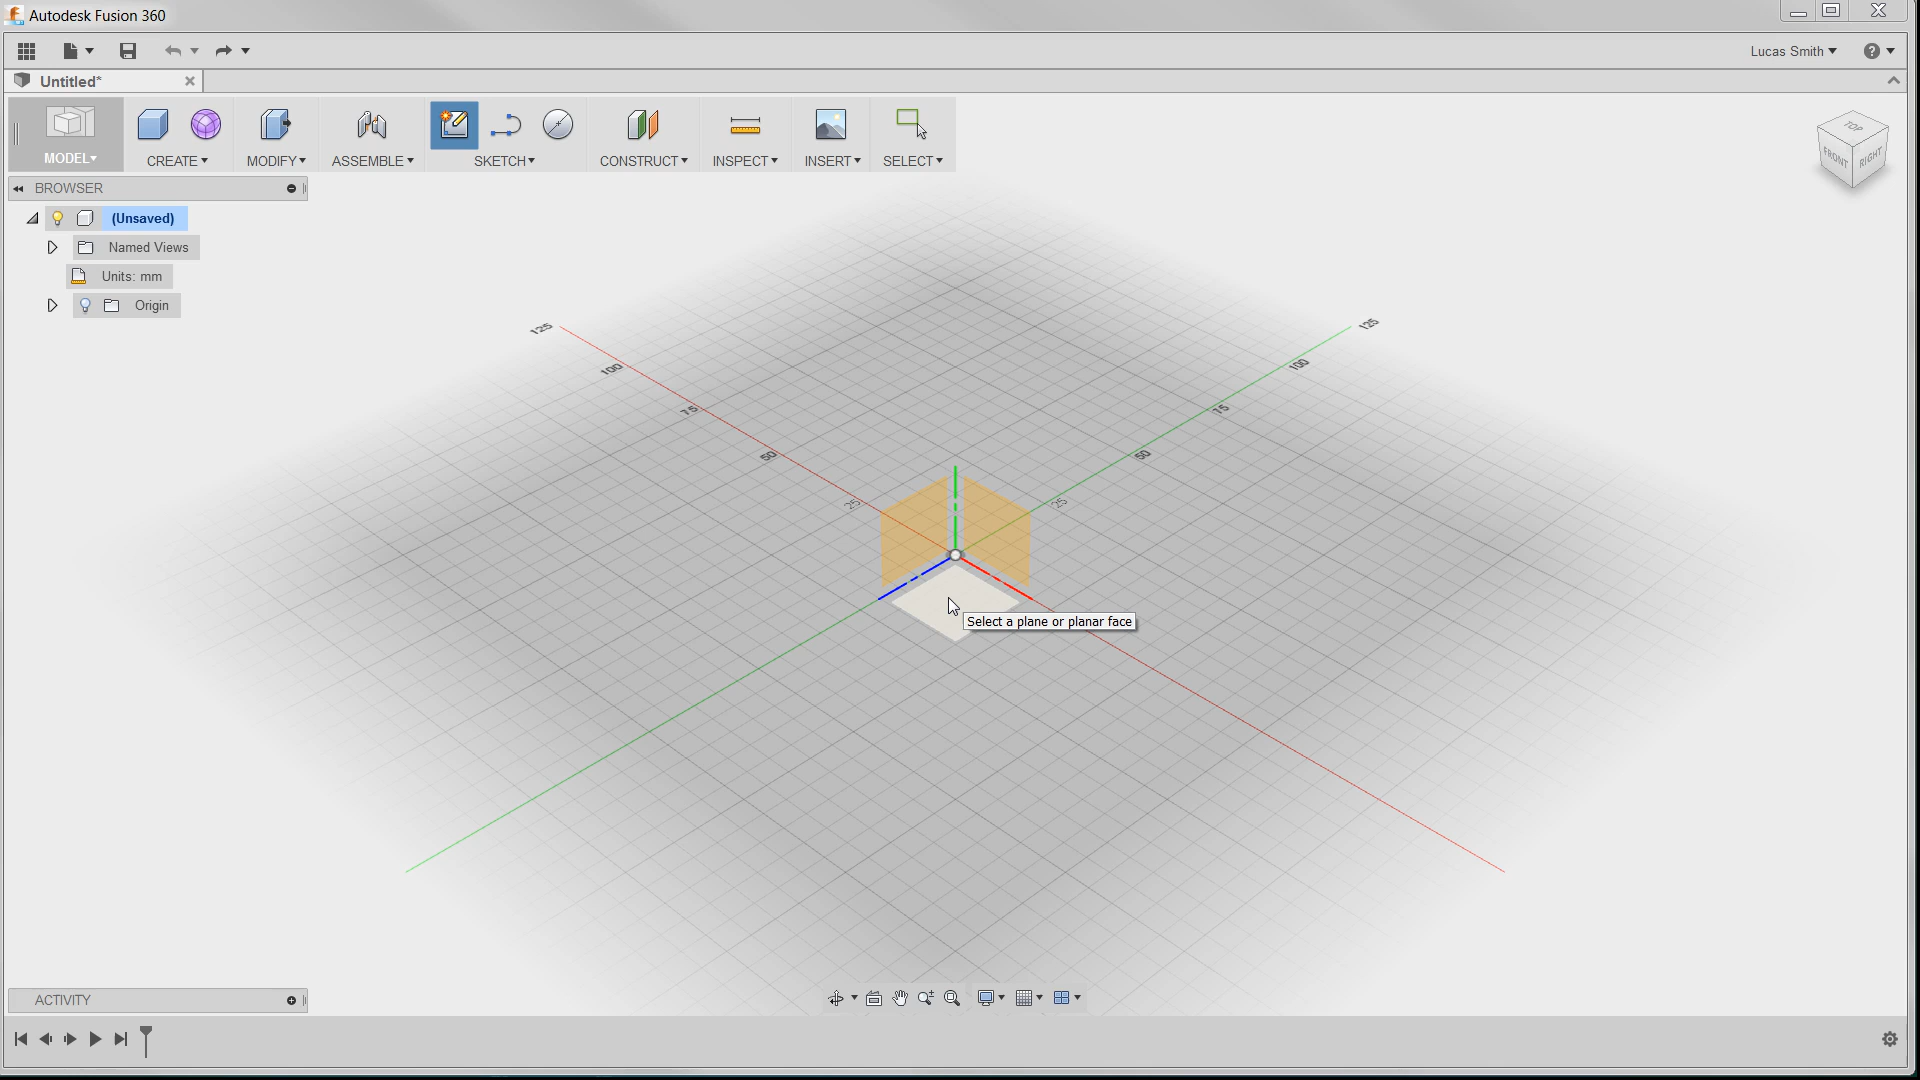 Autodesk Fusion 360
Lucas Smith
Untitled*
MODEL
CREATE
MODIFY
ASSEMBLE
SKETCH
CONSTRUCT
INSPECT
INSERT
SELECT
TOP
FRONT
RIGHT
BROWSER
(Unsaved)
Named Views
Units: mm
Origin
125
100
75
50
25
125
100
75
50
25
Select a plane or planar face
ACTIVITY